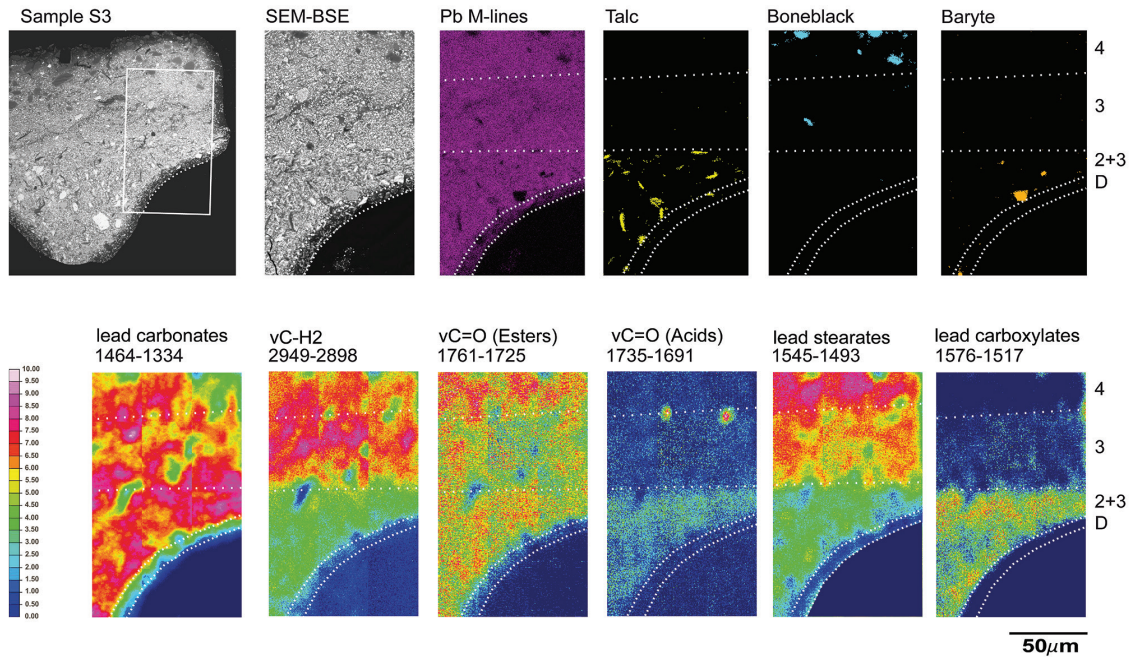 Sample S3
SEM-BSE
Pb M-lines
Talc
Boneblack
Baryte
4
3
2+3
D
lead carbonates
1464-1334
vC-H2
2949-2898
vC=O (Esters)
1761-1725
vC=O (Acids)
1735-1691
lead stearates
1545-1493
lead carboxylates
1576-1517
10.00
9.00
8.00
7.50
7.00
6.50
6.00
5.50
5.00
4.50
4.00
3.50
3.00
2.50
2.00
1.50
1.00
0.50
0.00
4
3
2+3
D
50µm